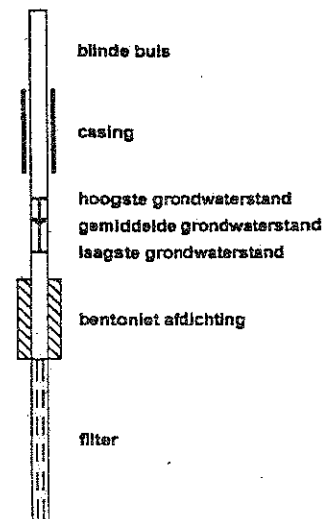 blinde buis
casing
hoogste grondwaterstand
gemiddelde grondwaterstand
laagste grondwaterstand
bentoniet afdichting
filter